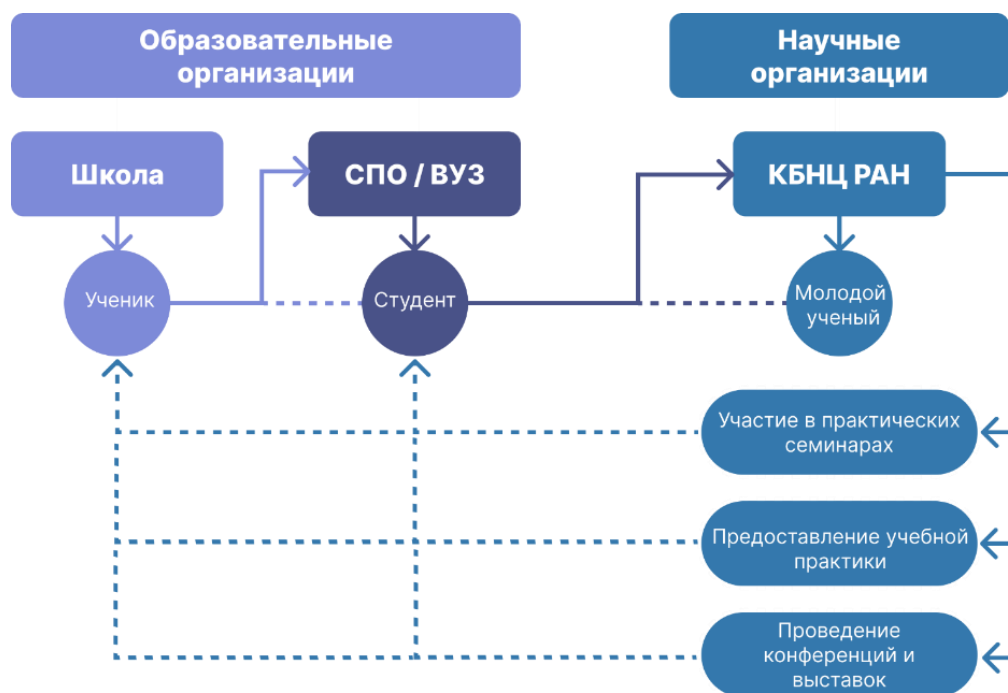 Образовательные
организации
Научные
организации
Школа
СПО / ВУЗ
КБНЦ РАН
Ученик
Студент
Молодой
ученый
Участие в практических
семинарах
Предоставление учебной
практики
Проведение
конференций и
выставок